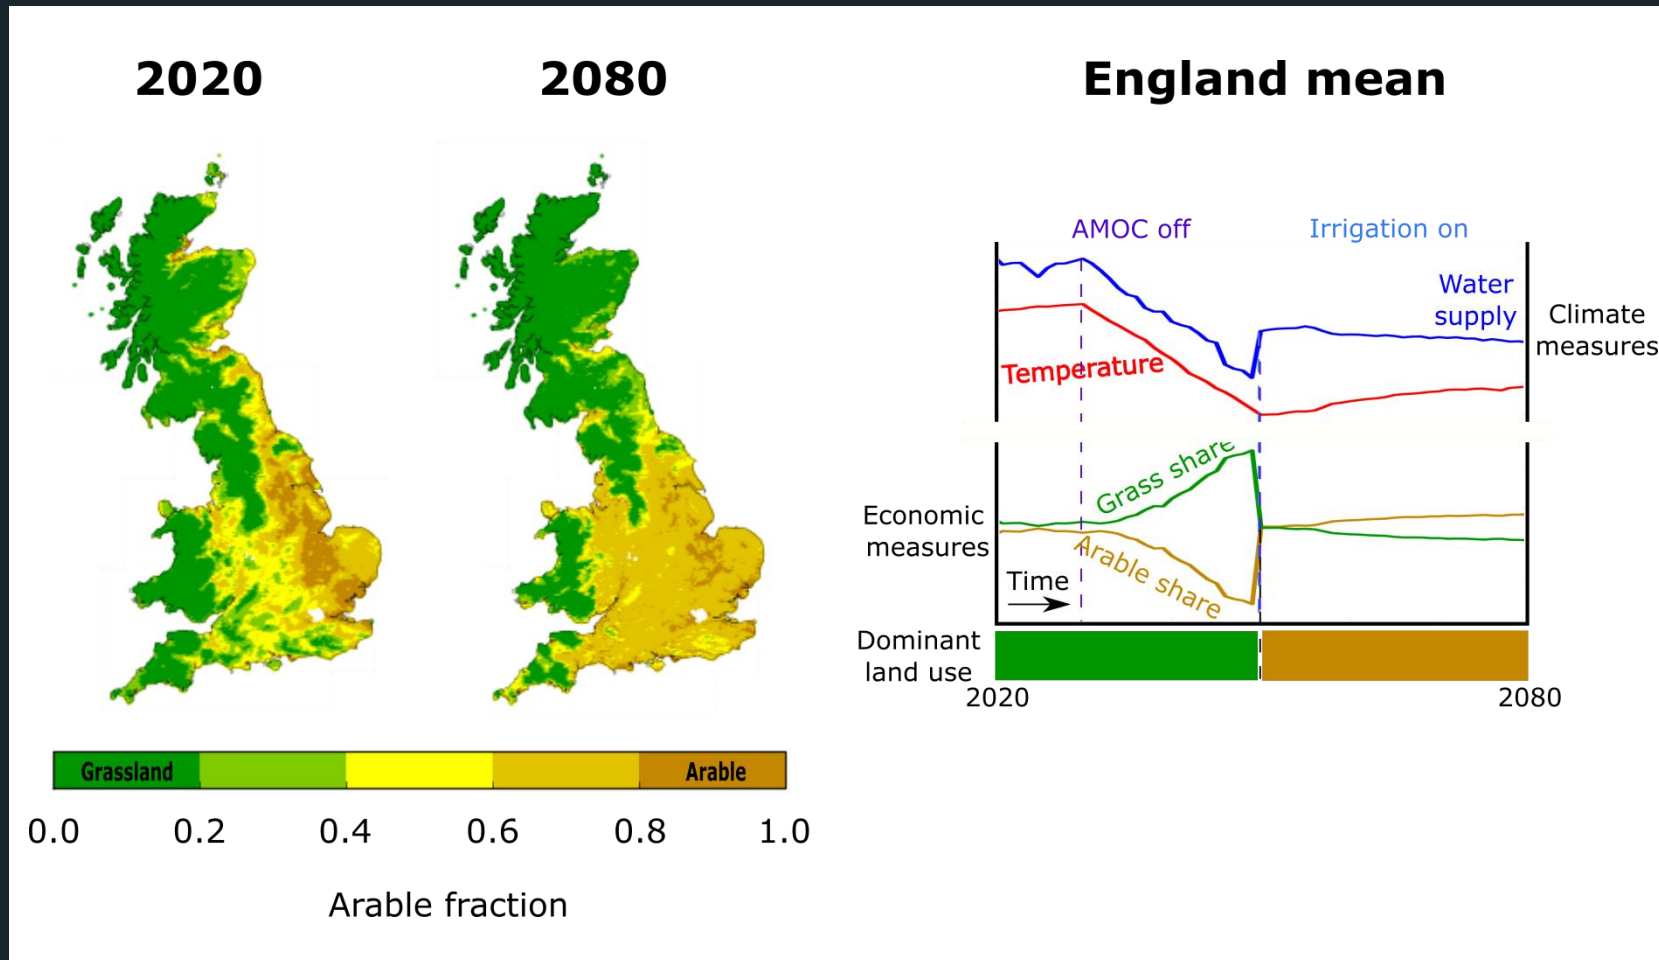 2020
2080
England mean
AMOC off
Irrigation on
Water
supply
Climate
measures
Temperature
Grass share
Economic
measures
Arable share
Time
Dominant
land use
2020
2080
Grassland
Arable
0.0
0.2
0.4
0.6
0.8
1.0
Arable fraction